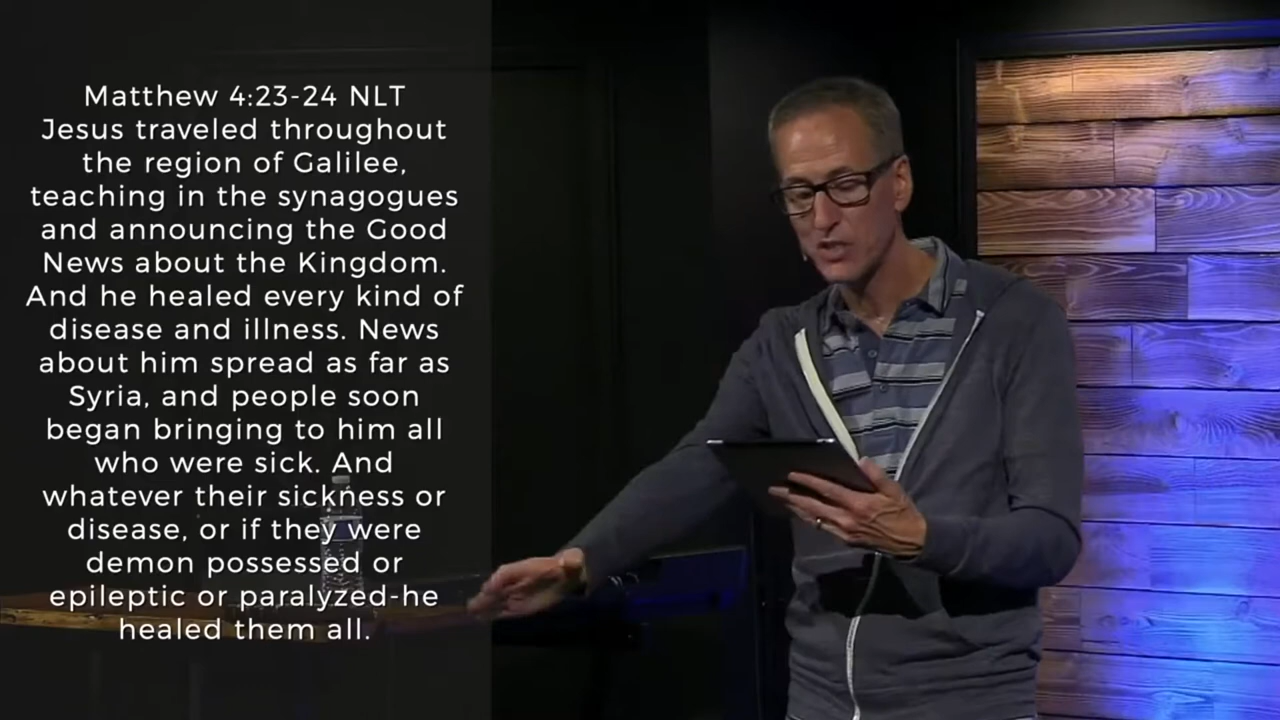 Matthew 4:23-24 NLT
Jesus traveled throughout
the region of Galilee,
teaching in the synagogues
and announcing the Good
News about the Kingdom.
And he healed every kind of
disease and illness. News
about him spread as far as
Syria, and people soon
began bringing to him all
who were sick. And
whatever their sickness or
disease, or if they were
demon possessed or
epileptic or paralyzed-he
healed them all.